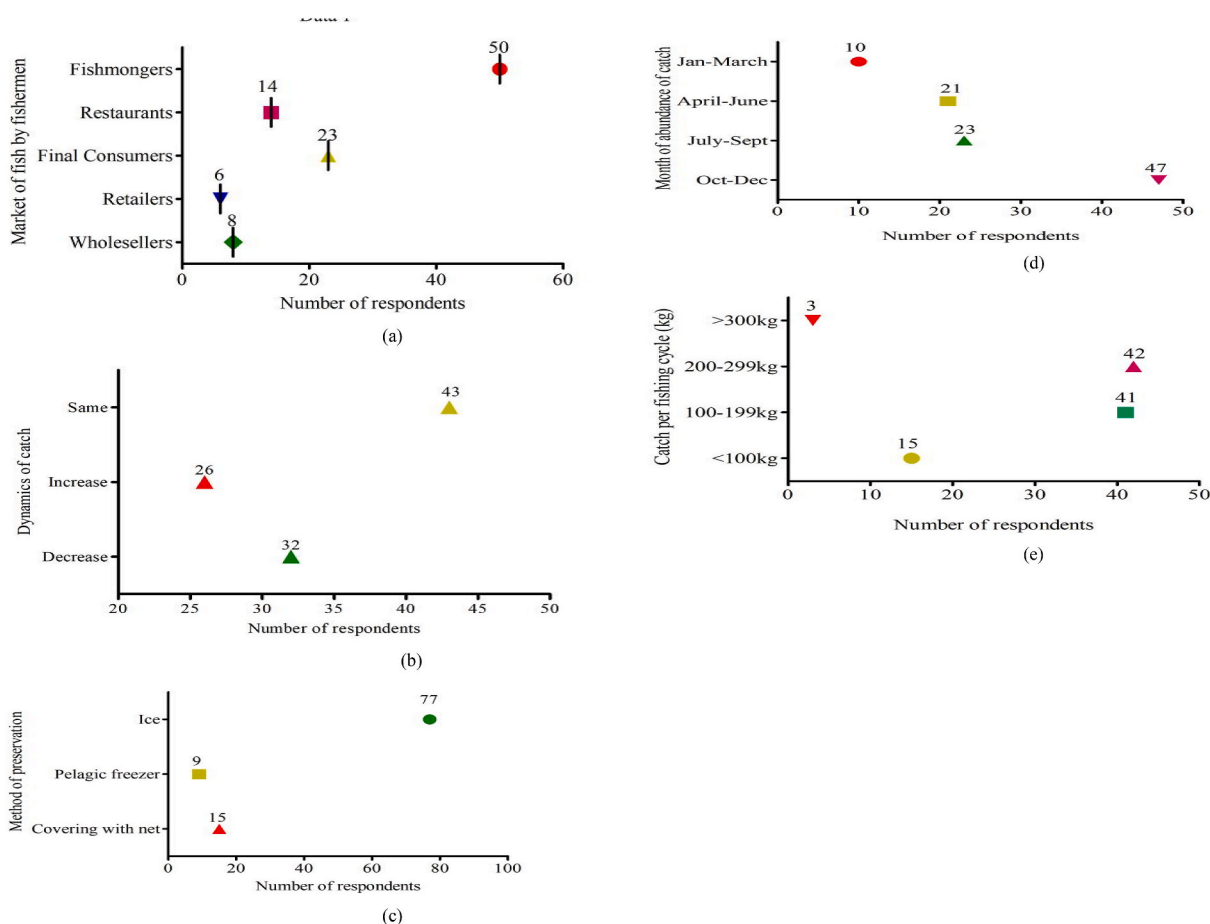 Market of fish by fishermen
Fishmongers
50
Restaurants
14
Final Consumers
23
Retailers
6
Wholesellers
8
0 20 40 60
Number of respondents
(a)
Dynamics of catch
Same
43
Increase
26
Decrease
32
20 25 30 35 40 45 50
Number of respondents
(b)
Method of preservation
Ice
77
Pelagic freezer
9
Covering with net
15
0 20 40 60 80 100
Number of respondents
(c)
Month of abundance of catch
Jan-March
10
April-June
21
July-Sept
23
Oct-Dec
47
0 10 20 30 40 50
Number of respondents
(d)
Catch per fishing cycle (kg)
>300kg
3
200-299kg
42
100-199kg
41
<100kg
15
0 10 20 30 40 50
Number of respondents
(e)